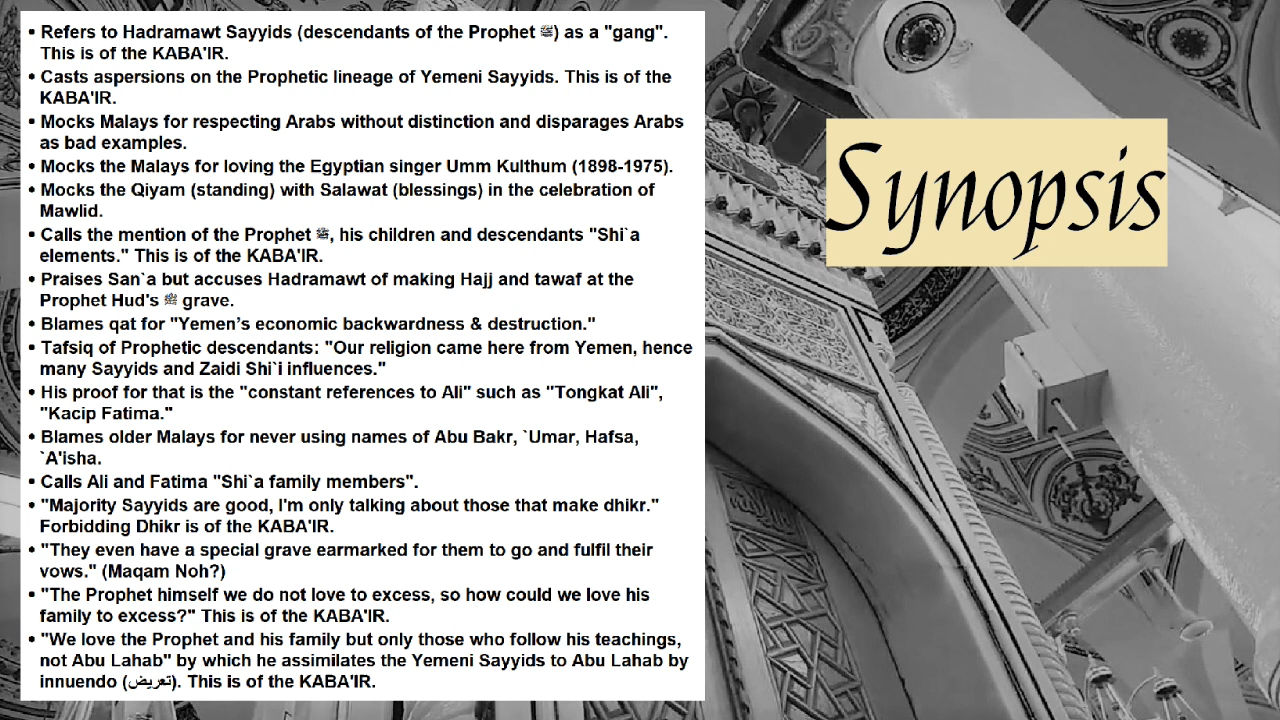 • Refers to Hadramawt Sayyids (descendants of the Prophet ﷺ) as a "gang".
This is of the KABA'IR.
• Casts aspersions on the Prophetic lineage of Yemeni Sayyids. This is of the
KABA'IR.
• Mocks Malays for respecting Arabs without distinction and disparages Arabs
as bad examples.
• Mocks the Malays for loving the Egyptian singer Umm Kulthum (1898-1975).
• Mocks the Qiyam (standing) with Salawat (blessings) in the celebration of
Mawlid.
• Calls the mention of the Prophet ﷺ, his children and descendants "Shi`a
elements." This is of the KABA'IR.
• Praises San`a but accuses Hadramawt of making Hajj and tawaf at the
Prophet Hud's ﷺ grave.
• Blames qat for "Yemen’s economic backwardness & destruction."
• Tafsiq of Prophetic descendants: "Our religion came here from Yemen, hence
many Sayyids and Zaidi Shi`i influences."
• His proof for that is the "constant references to Ali" such as "Tongkat Ali",
"Kacip Fatima."
• Blames older Malays for never using names of Abu Bakr, `Umar, Hafsa,
`A'isha.
• Calls Ali and Fatima "Shi`a family members".
• "Majority Sayyids are good, I'm only talking about those that make dhikr."
Forbidding Dhikr is of the KABA'IR.
• "They even have a special grave earmarked for them to go and fulfil their
vows." (Maqam Noh?)
• "The Prophet himself we do not love to excess, so how could we love his
family to excess?" This is of the KABA'IR.
• "We love the Prophet and his family but only those who follow his teachings,
not Abu Lahab" by which he assimilates the Yemeni Sayyids to Abu Lahab by
innuendo (تعريض). This is of the KABA'IR.
Synopsis